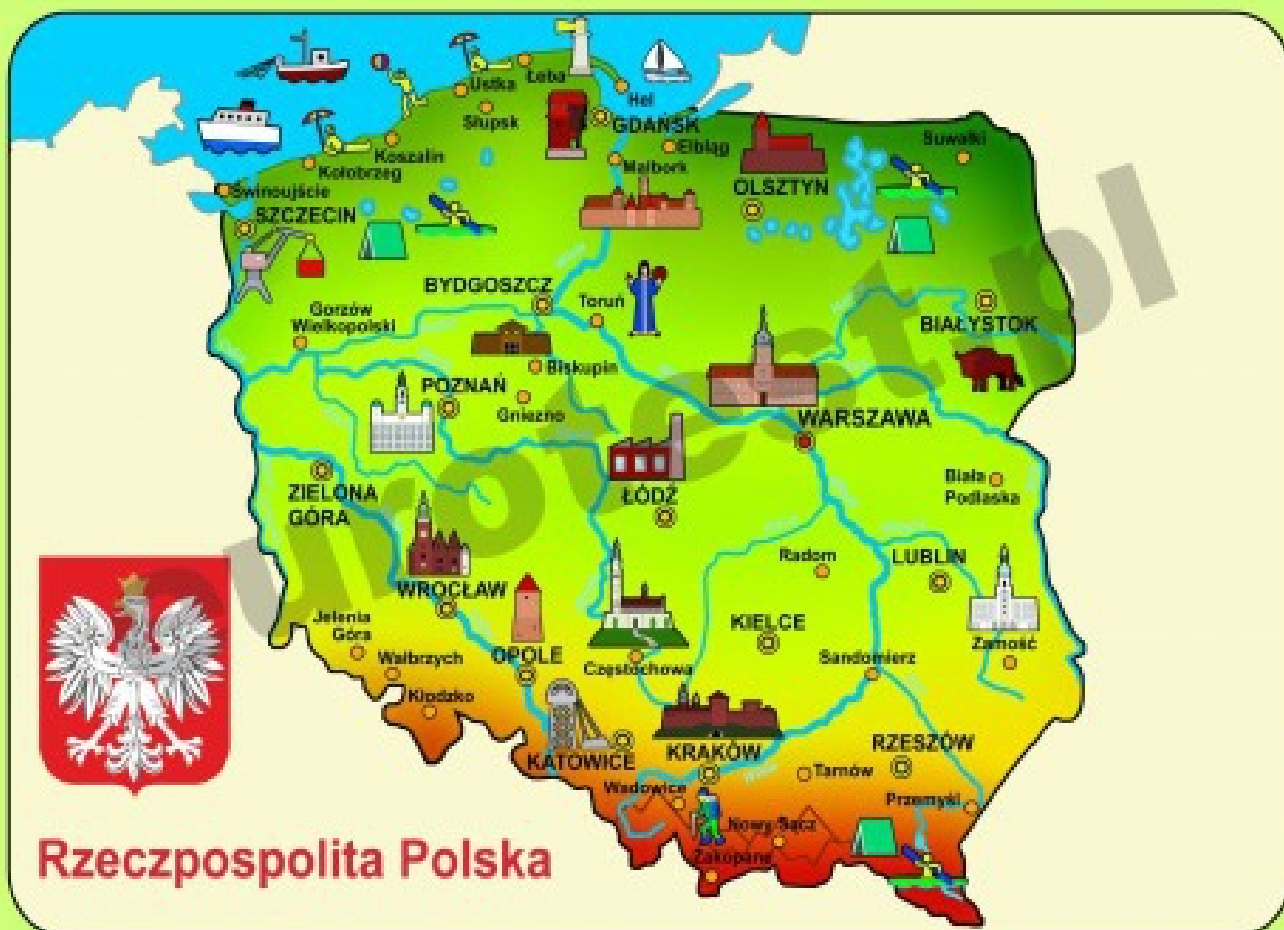 Ustka
Łeba
Hel
Słupsk
GDAŃSK
Elbląg
Suwałki
Koszalin
Malbork
Kołobrzeg
OLSZTYN
Świnoujście
SZCZECIN
BYDGOSZCZ
Toruń
Gorzów
Wielkopolski
BIAŁYSTOK
Biskupin
POZNAŃ
Gniezno
WARSZAWA
Biała
Podlaska
ZIELONA
GÓRA
ŁÓDŹ
Radom
LUBLIN
WROCŁAW
Jelenia
Góra
KIELCE
Zamość
Wałbrzych
OPOLE
Częstochowa
Sandomierz
Kłodzko
KATOWICE
KRAKÓW
RZESZÓW
Tarnów
Wadowice
Przemyśl
Nowy Sącz
Zakopane
Rzeczpospolita Polska